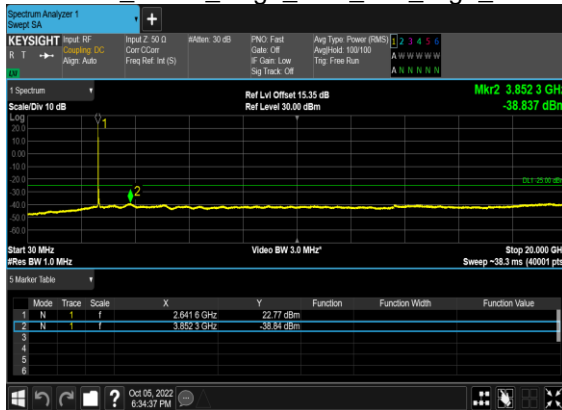 Spectrum Analyzer 1
Swept SA
+
KEYSIGHT Input: RF Input Z: 50 Ω #Atten: 30 dB PNO: Fast Avg Type: Power (RMS) 1 2 3 4 5 6
R T Coupling: DC Corr CCorr Gate: Off Avg|Hold: 100/100 A W W W W W
Align: Auto Freq Ref: Int (S) IF Gain: Low Trig: Free Run
LXI Sig Track: Off A N N N N N
1 Spectrum Ref Lvl Offset 15.35 dB Mkr2 3.852 3 GHz
Scale/Div 10 dB Ref Level 30.00 dBm -38.837 dBm
Log
20.0
10.0
0.00
-10.0
-20.0
-30.0
-40.0
-50.0
-60.0
1
2
DL1 -25.00 dBm
Start 30 MHz Video BW 3.0 MHz* Stop 20.000 GH
#Res BW 1.0 MHz Sweep ~38.3 ms (40001 pts
5 Marker Table
Mode Trace Scale X Y Function Function Width Function Value
1 N 1 f 2.641 6 GHz 22.77 dBm
2 N 1 f 3.852 3 GHz -38.84 dBm
3
4
5
6
? Oct 05, 2022
6:34:37 PM